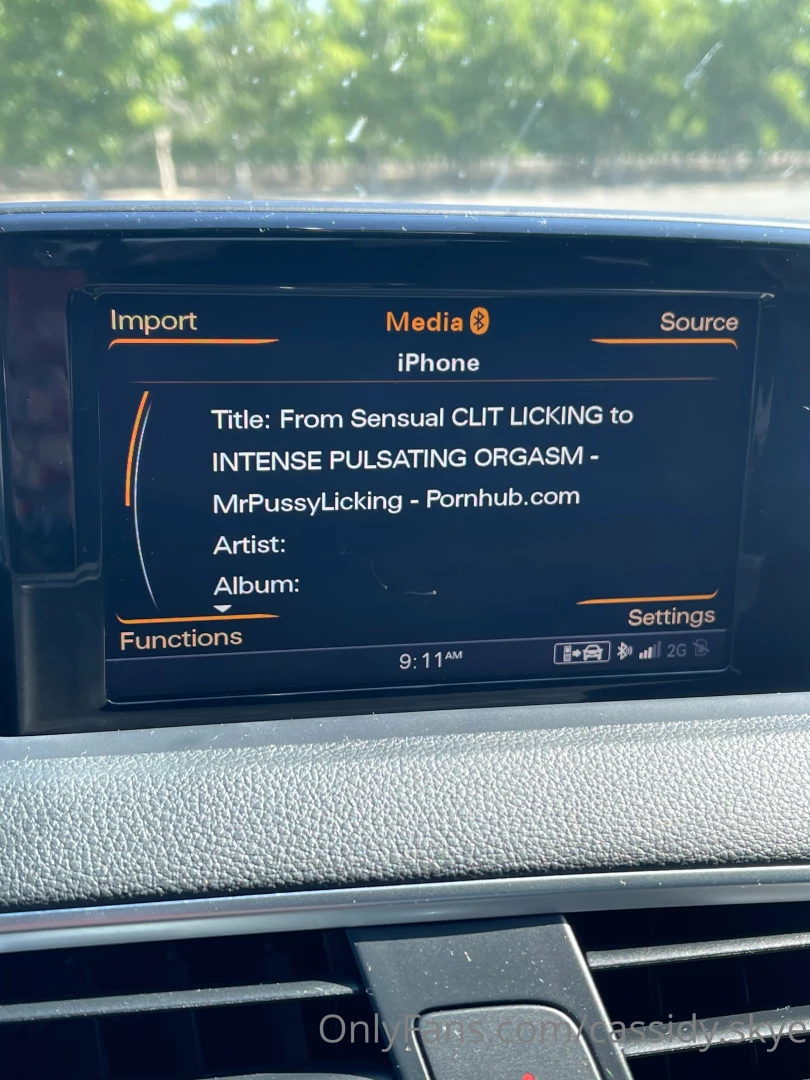 Import Media Source
iPhone
Title: From Sensual CLIT LICKING to
INTENSE PULSATING ORGASM -
MrPussyLicking - Pornhub.com
Artist:
Album:
Functions Settings
9:11AM 2G
OnlyFans.com/cassidy.skye